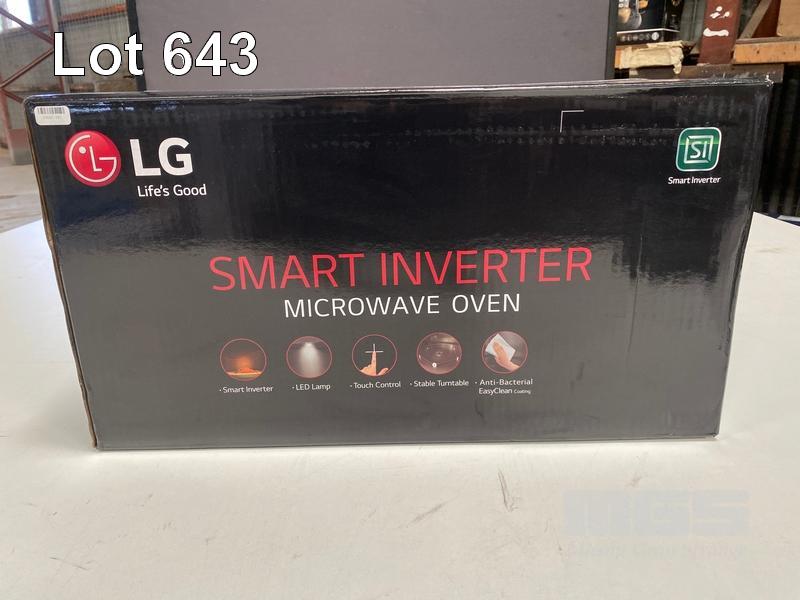 Lot 643
LG
Life's Good
SI
Smart Inverter
SMART INVERTER
MICROWAVE OVEN
· Smart Inverter
· LED Lamp
· Touch Control
· Stable Turntable
· Anti-Bacterial
EasyClean Coating
MGS